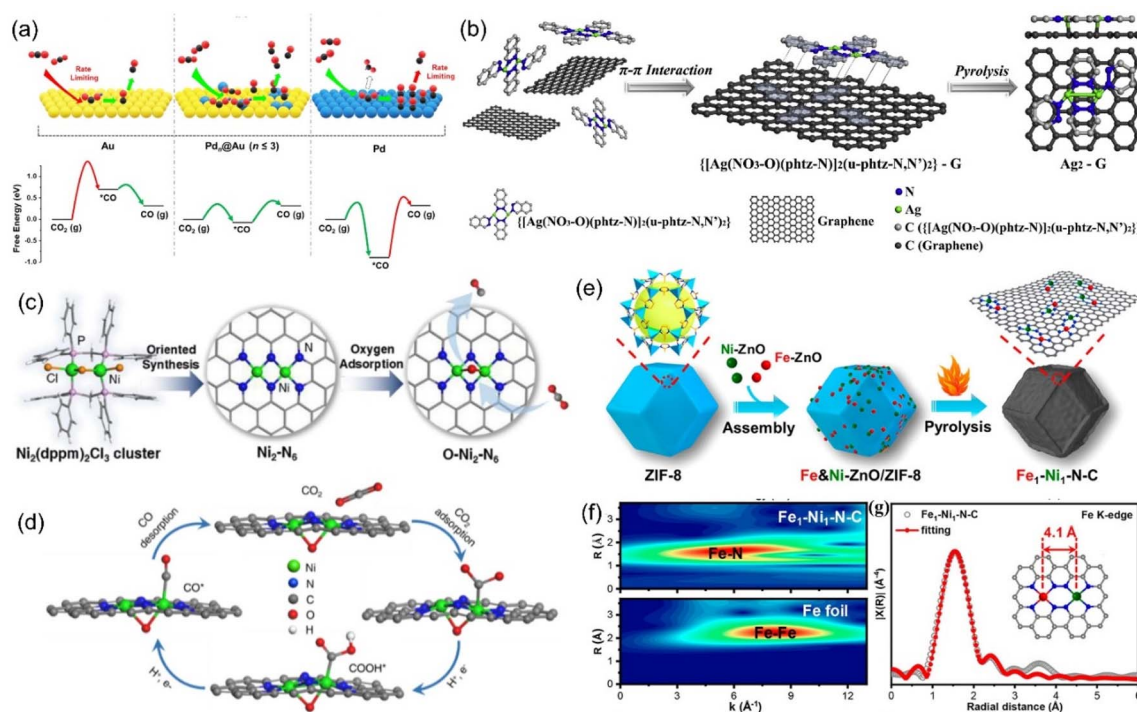 (a)
Rate
Limiting
Rate
Limiting
Au
Pdn@Au (n ≤ 3)
Pd
Free Energy (eV)
1.0
0.5
0.0
-1.0
CO₂ (g)
*CO
CO (g)
CO₂ (g)
*CO
CO (g)
CO₂ (g)
*CO
CO (g)
(b)
π-π Interaction
Pyrolysis
{[Ag(NO3-O)(phtz-N)]2(u-phtz-N,N')2} - G
Ag2 - G
{[Ag(NO3-O)(phtz-N)]2(u-phtz-N,N')2}
Graphene
N
Ag
C ({[Ag(NO3-O)(phtz-N)]2(u-phtz-N,N')2})
C (Graphene)
(c)
P
Cl
Ni
Oriented
Synthesis
N
Ni
Oxygen
Adsorption
Ni₂(dppm)₂Cl₃ cluster
Ni₂-N₆
O-Ni₂-N₆
(d)
CO₂
CO
desorption
CO₂
adsorption
CO*
Ni
N
C
O
H
COOH*
H⁺, e-
H⁺, e-
(e)
Ni-ZnO
Fe-ZnO
Assembly
Pyrolysis
ZIF-8
Fe&Ni-ZnO/ZIF-8
Fe₁-Ni₁-N-C
(f)
Fe₁-Ni₁-N-C
Fe-N
R (Å)
3
2
1
0
Fe foil
Fe-Fe
R (Å)
3
2
1
0
0 3 6 9 12
k (Å⁻¹)
(g)
Fe₁-Ni₁-N-C
fitting
Fe K-edge
4.1 Å
|X(R)| (Å⁻⁴)
0 1 2 3 4 5 6
Radial distance (Å)